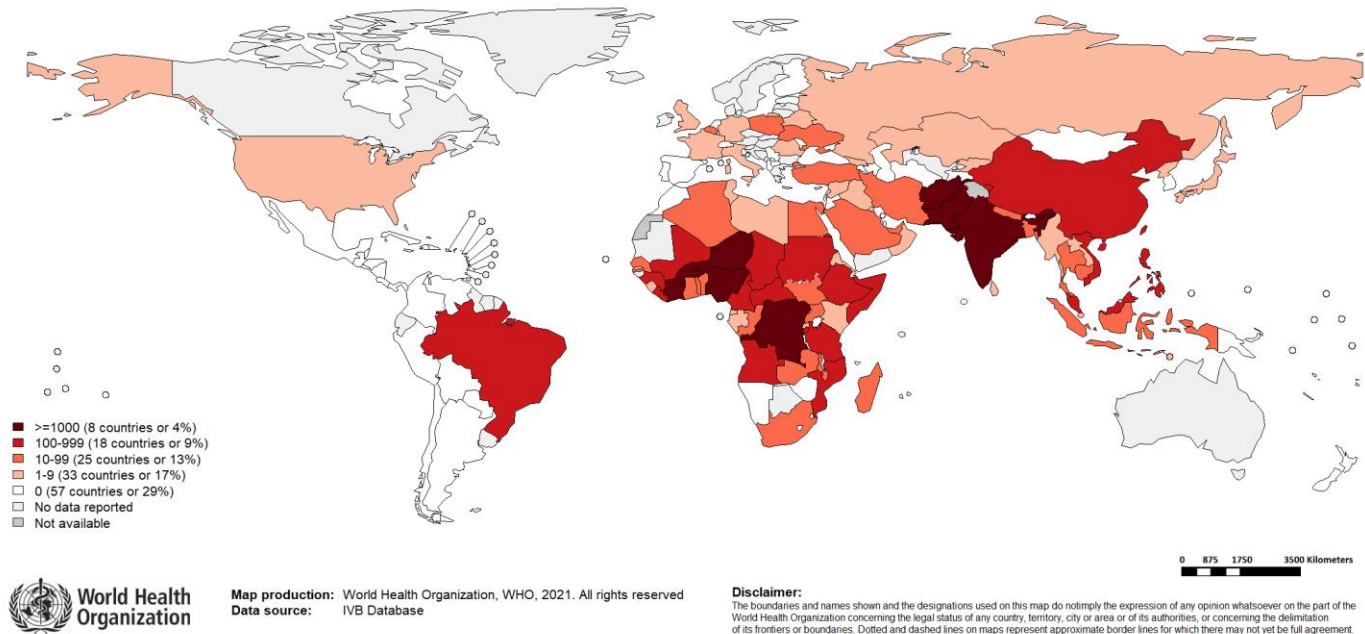 >=1000 (8 countries or 4%)
100-999 (18 countries or 9%)
10-99 (25 countries or 13%)
1-9 (33 countries or 17%)
0 (57 countries or 29%)
No data reported
Not available
0 875 1750 3500 Kilometers
World Health
Organization
Map production: World Health Organization, WHO, 2021. All rights reserved
Data source: IVB Database
Disclaimer:
The boundaries and names shown and the designations used on this map do notimply the expression of any opinion whatsoever on the part of the
World Health Organization concerning the legal status of any country, territory, city or area or of its authorities, or concerning the delimitation
of its frontiers or boundaries. Dotted and dashed lines on maps represent approximate border lines for which there may not yet be full agreement.